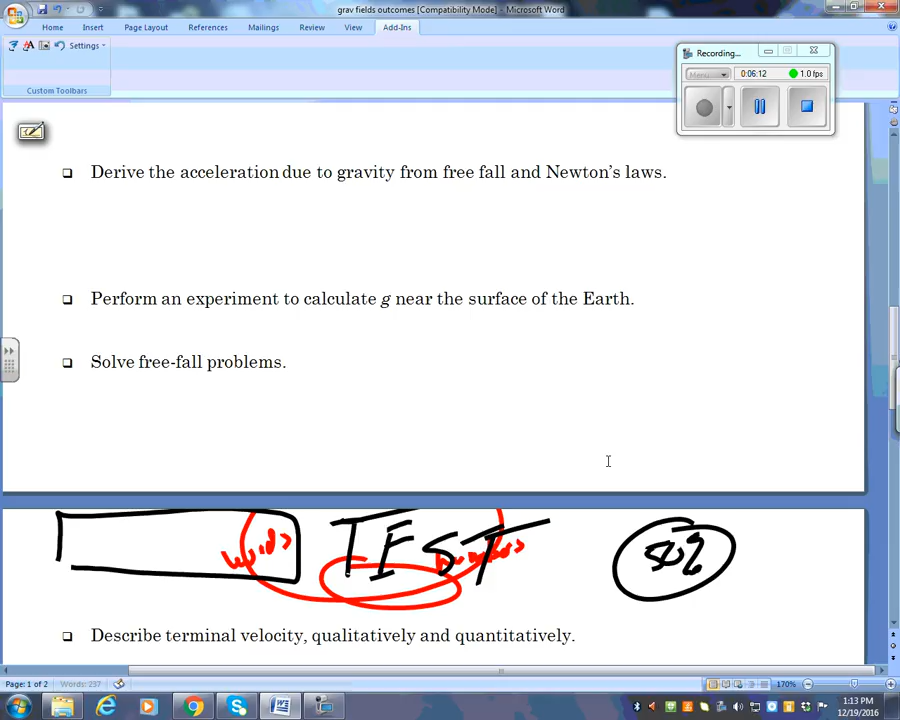 grav fields outcomes [Compatibility Mode] - Microsoft Word
Home Insert Page Layout References Mailings Review View Add-Ins
Settings
Custom Toolbars
Recording...
Menu 0:06:12 1.0 fps
Derive the acceleration due to gravity from free fall and Newton's laws.
Perform an experiment to calculate g near the surface of the Earth.
Solve free-fall problems.
TEST
words numbers
Describe terminal velocity, qualitatively and quantitatively.
Page: 1 of 2 Words: 237 170%
1:13 PM
12/19/2016